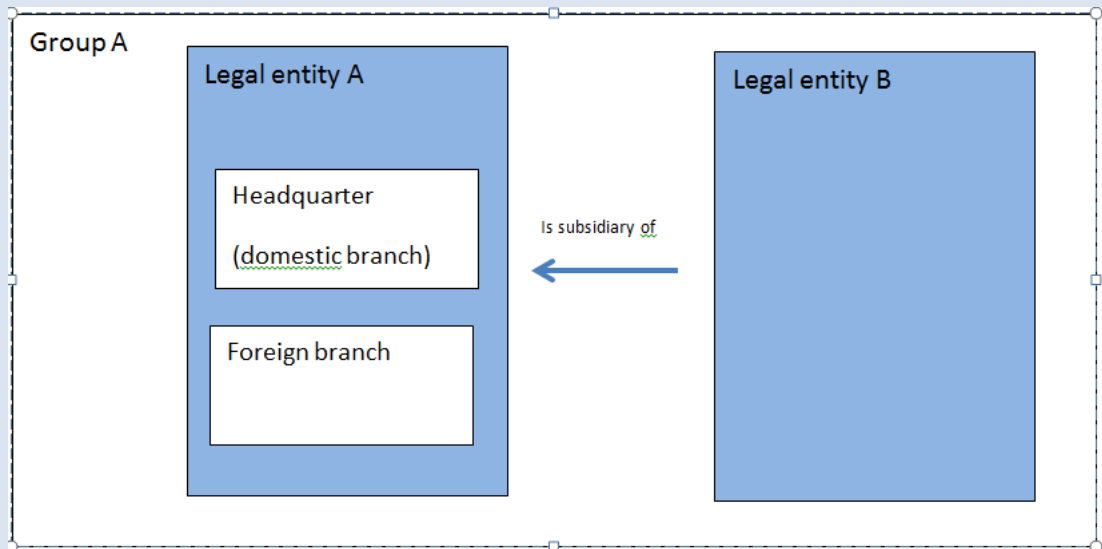 Group A
Legal entity A
Legal entity B
Headquarter
(domestic branch)
Is subsidiary of
Foreign branch